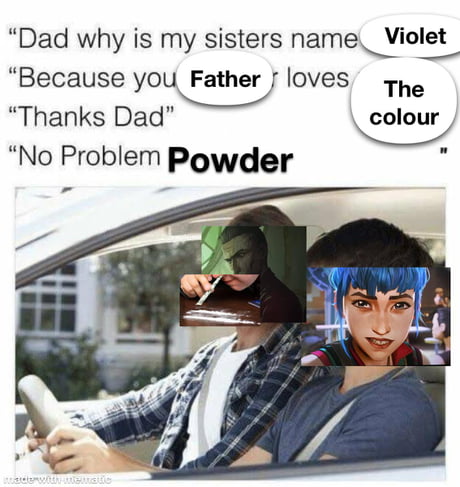 “Dad why is my sisters name Violet
“Because you Father r loves The colour
“Thanks Dad”
“No Problem Powder "
made with mematic